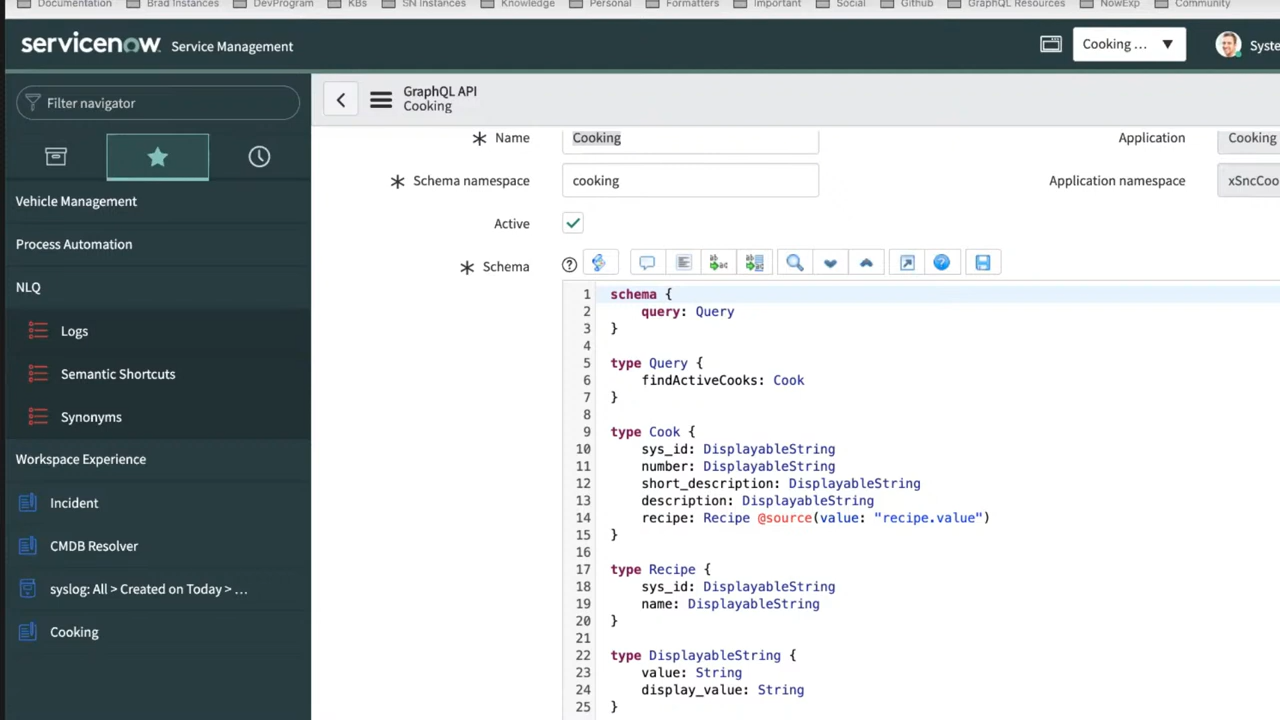 Documentation Brad Instances DevProgram KBs SN Instances Knowledge Personal Formatters Important Social Github GraphQL Resources NowExp Community
servicenow Service Management
Cooking ... ▼
Syste
Filter navigator
Vehicle Management
Process Automation
NLQ
Logs
Semantic Shortcuts
Synonyms
Workspace Experience
Incident
CMDB Resolver
syslog: All > Created on Today > ...
Cooking
GraphQL API
Cooking
Name Cooking
Application Cooking
Schema namespace cooking
Application namespace xSncCoo
Active
Schema
1 schema {
2 query: Query
3 }
4
5 type Query {
6 findActiveCooks: Cook
7 }
8
9 type Cook {
10 sys_id: DisplayableString
11 number: DisplayableString
12 short_description: DisplayableString
13 description: DisplayableString
14 recipe: Recipe @source(value: "recipe.value")
15 }
16
17 type Recipe {
18 sys_id: DisplayableString
19 name: DisplayableString
20 }
21
22 type DisplayableString {
23 value: String
24 display_value: String
25 }